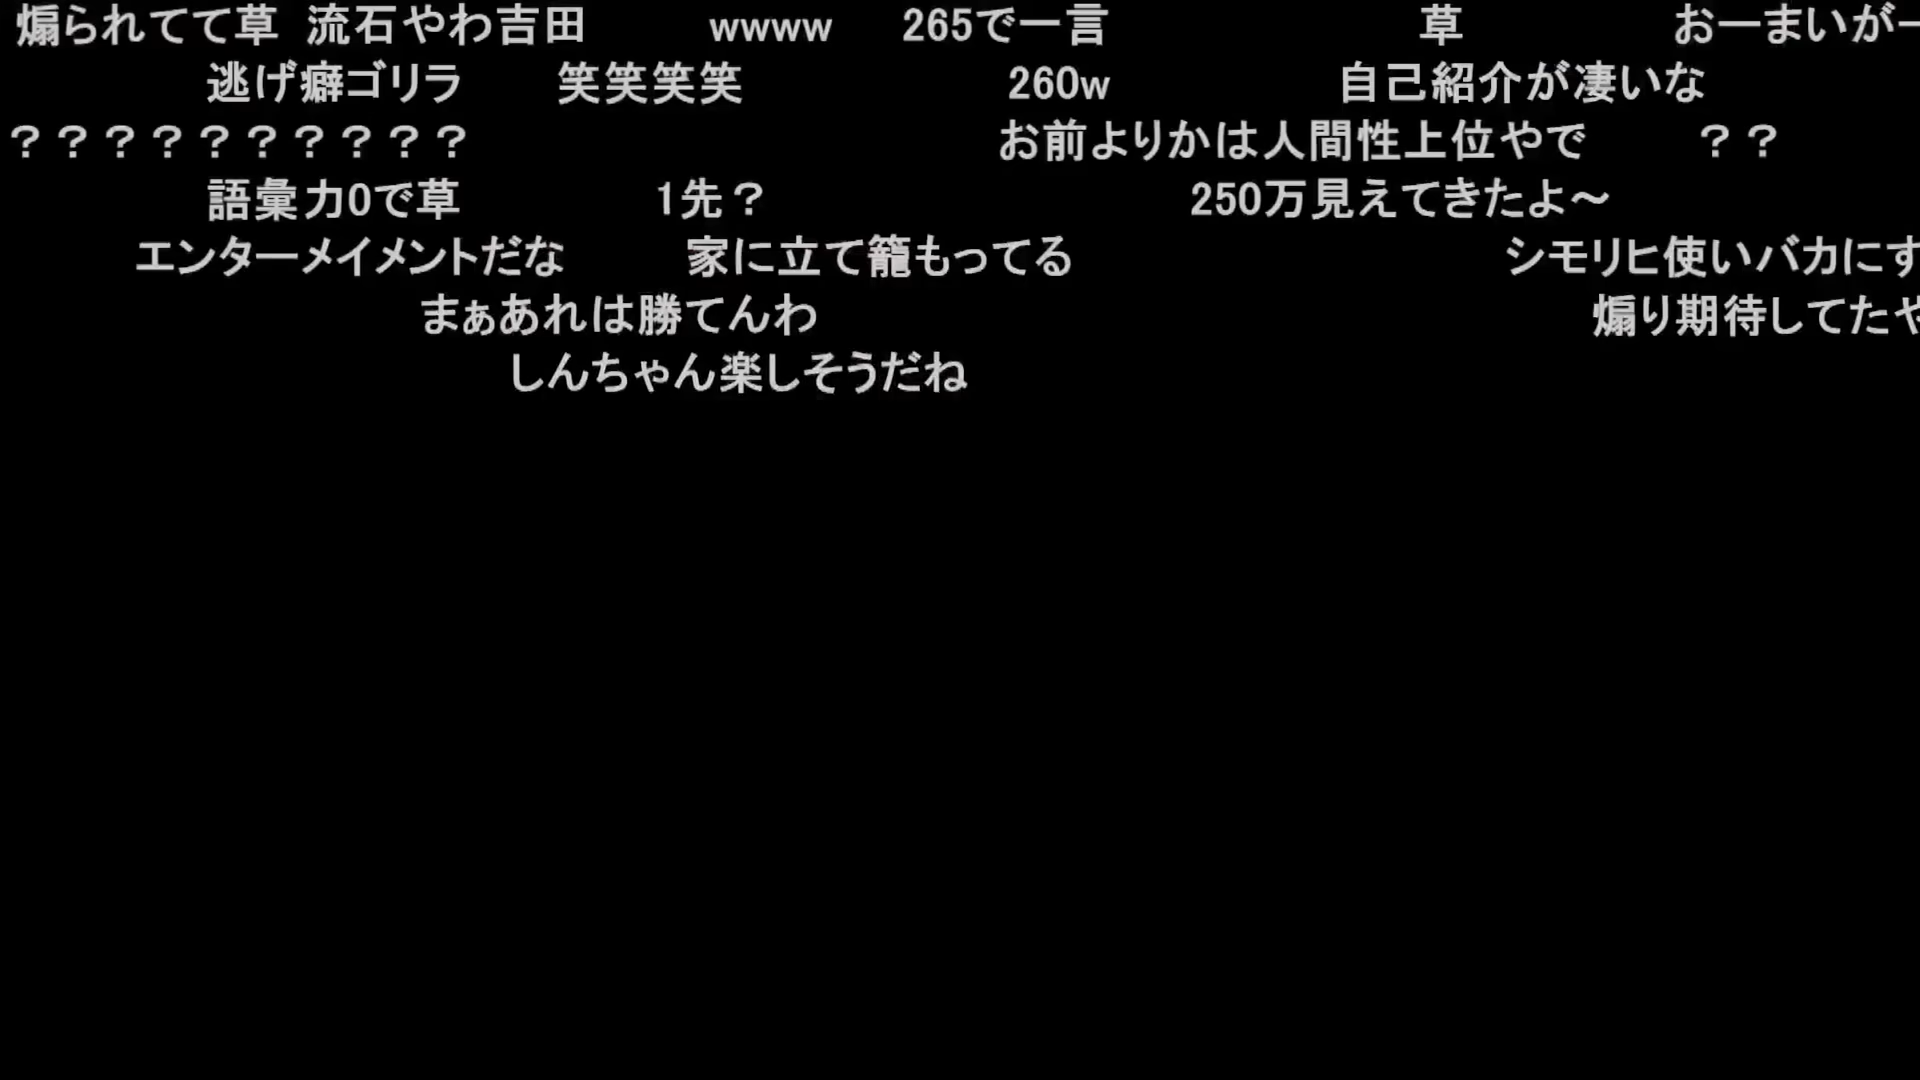 煽られてて草 流石やわ吉田 wwww 265で一言 草 おーまいがー
逃げ癖ゴリラ 笑笑笑笑 260w 自己紹介が凄いな
？？？？？？？？？？ お前よりかは人間性上位やで ？？
語彙力0で草 1先？ 250万見えてきたよ～
エンターメイメントだな 家に立て籠もってる シモリヒ使いバカにす
まぁあれは勝てんわ 煽り期待してたや
しんちゃん楽しそうだね